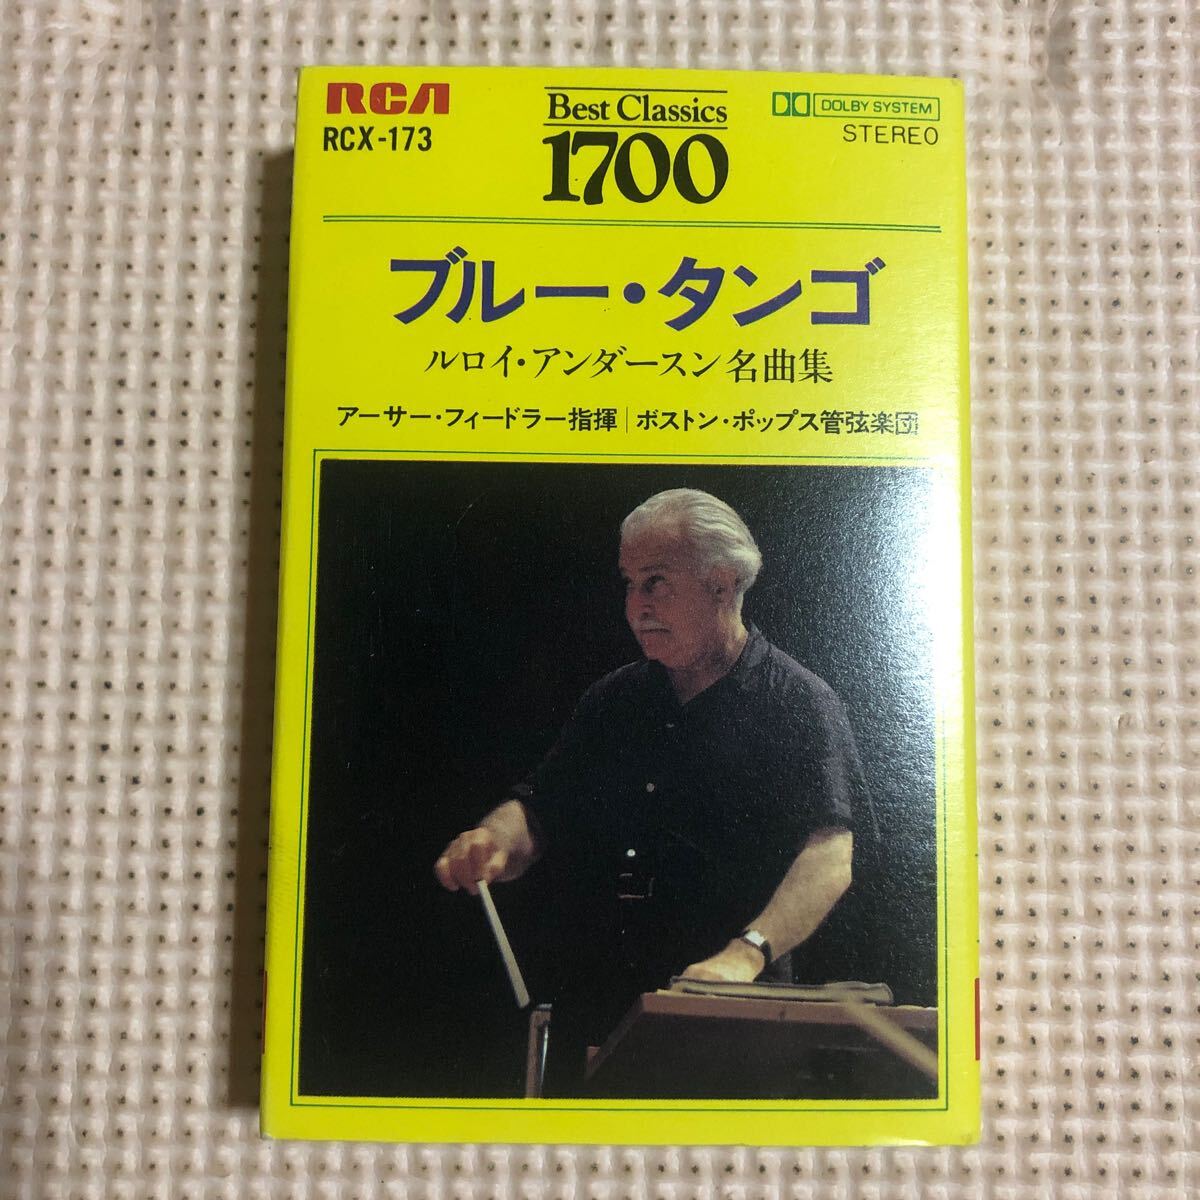 RCA
RCX-173
Best Classics
1700
DOLBY SYSTEM
STEREO
ブルー・タンゴ
ルロイ・アンダースン名曲集
アーサー・フィードラー指揮|ボストン・ポップス管弦楽団